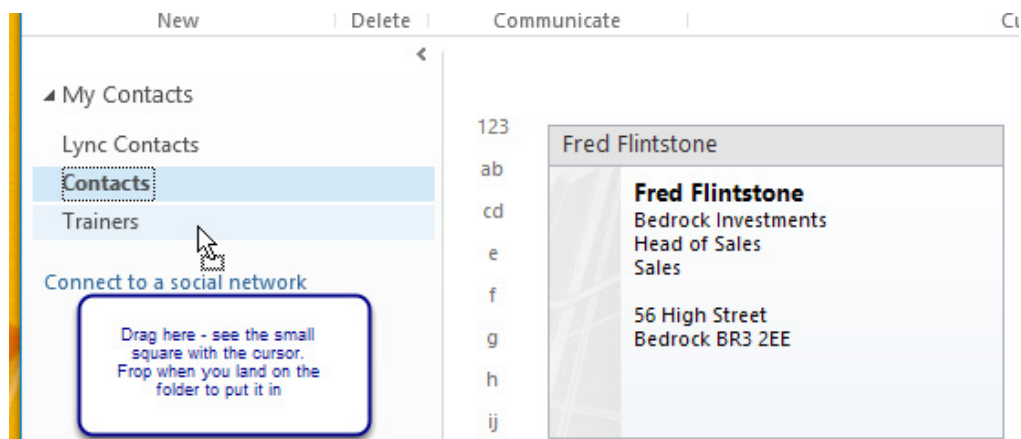 New Delete Communicate Cu
My Contacts
Lync Contacts
Contacts
Trainers
Connect to a social network
Drag here - see the small
square with the cursor.
Frop when you land on the
folder to put it in
123
ab
cd
e
f
g
h
ij
Fred Flintstone
Fred Flintstone
Bedrock Investments
Head of Sales
Sales
56 High Street
Bedrock BR3 2EE